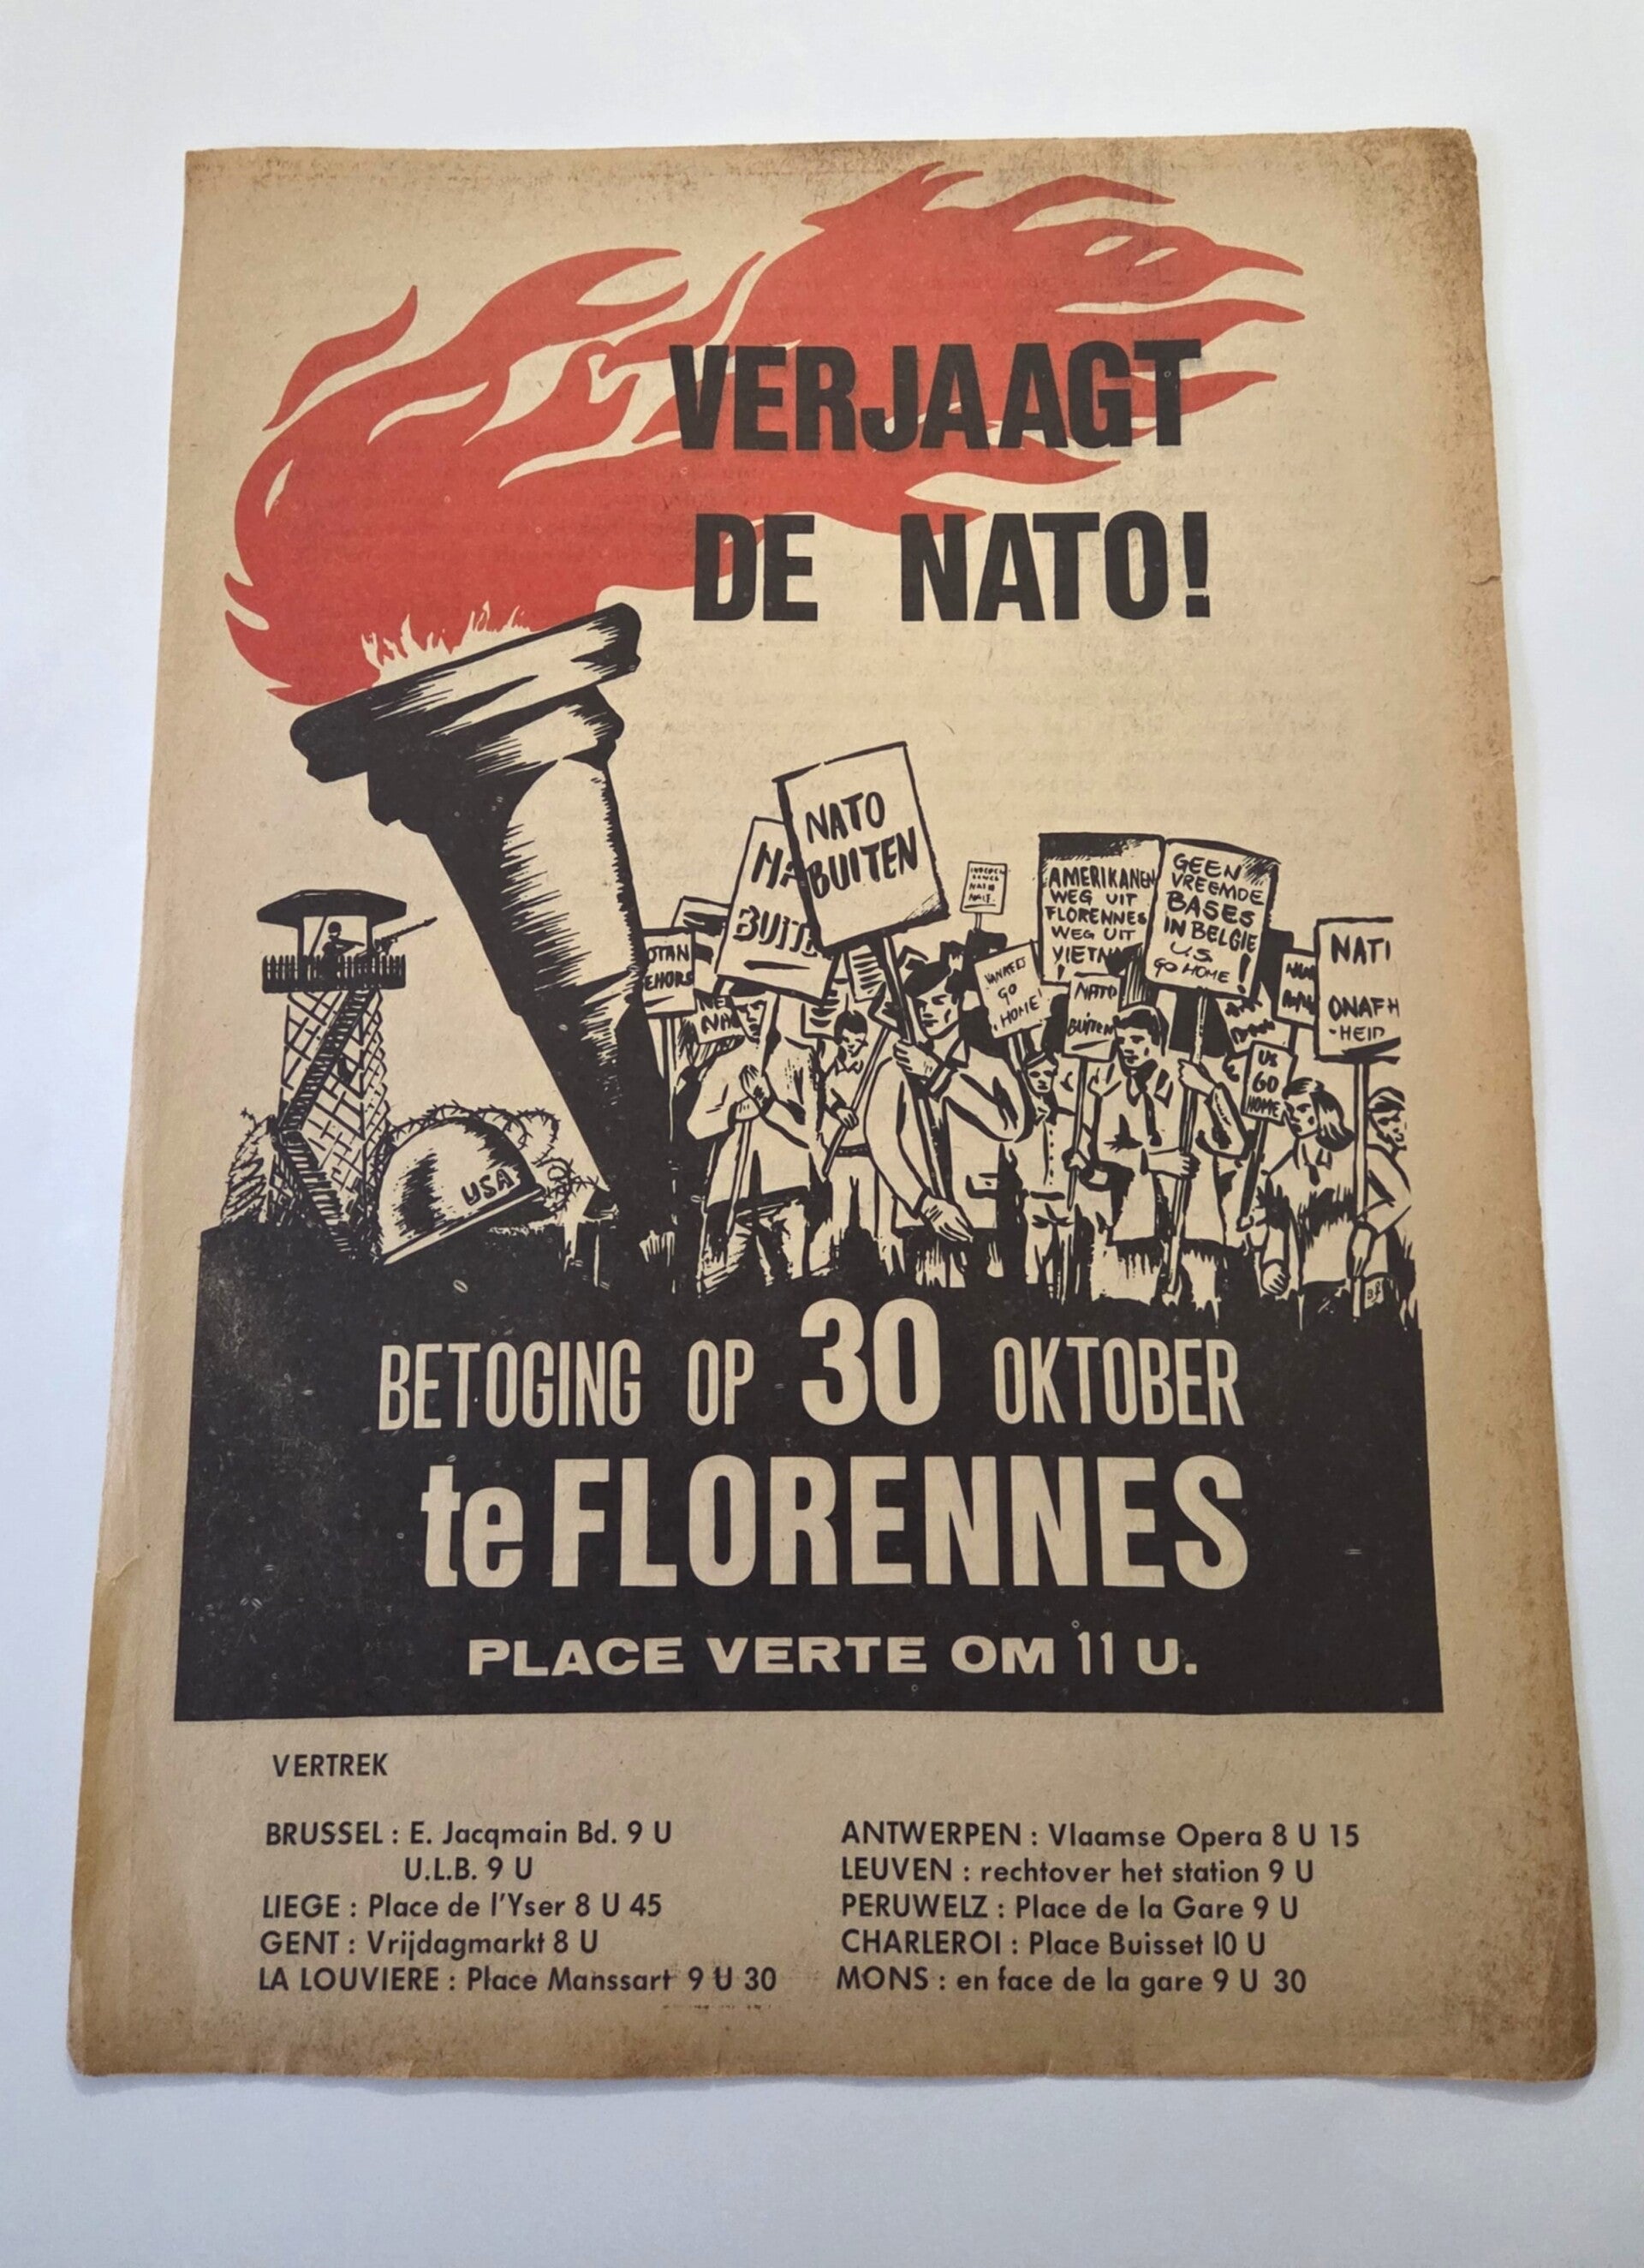 VERJAAGT
DE NATO!
NATO
BUITEN
BUITE
OTAN
EHORS
AMERIKANEN
WEG UIT
FLORENNES
WEG UIT
VIETN
!
GEEN
VREEMDE
BASES
IN BELGIE
U.S.
GO HOME!
YANKEES
GO
HOME!
NATO
BUITEN
NATI
ONAFH
-HEID
US
GO
HOME
USA
BETOGING OP 30 OKTOBER
te FLORENNES
PLACE VERTE OM 11 U.
VERTREK
BRUSSEL : E. Jacqmain Bd. 9 U
U.L.B. 9 U
LIEGE : Place de l'Yser 8 U 45
GENT : Vrijdagmarkt 8 U
LA LOUVIERE : Place Manssart 9 U 30
ANTWERPEN : Vlaamse Opera 8 U 15
LEUVEN : rechtover het station 9 U
PERUWELZ : Place de la Gare 9 U
CHARLEROI : Place Buisset 10 U
MONS : en face de la gare 9 U 30